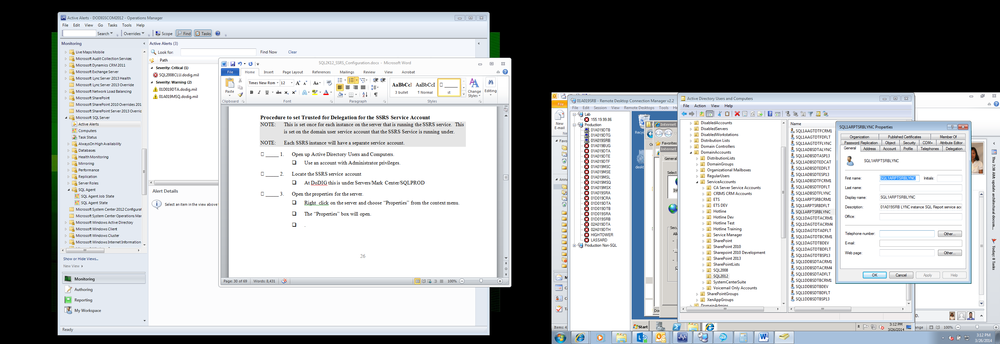 Active Alerts - DODIGSCOM2012 - Operations Manager
File Edit View Go Tasks Tools Help
Search Overrides Scope Find Tasks
Monitoring
Live Maps Mobile
Microsoft Audit Collection Services
Microsoft Dynamics CRM 2011
Microsoft Exchange Server
Microsoft Lync Server 2013 Health
Microsoft Lync Server 2013 Override
Microsoft Network Load Balancing
Microsoft SharePoint
Microsoft SharePoint 2010 Overrides 201
Microsoft SharePoint Server 2013 Overric
Microsoft SQL Server
Active Alerts
Computers
Task Status
AlwaysOn High Availability
Databases
Health Monitoring
Mirroring
Performance
Replication
Server Roles
SQL Agent
SQL Agent Job State
SQL Agent State
Microsoft System Center 2012 Configurat
Microsoft System Center Operations Mar
Microsoft Windows Active Directory
Microsoft Windows Client
Microsoft Windows Cluster
Microsoft Windows Internet Information
Show or Hide Views...
New View
Monitoring
Authoring
Reporting
My Workspace
Ready
Active Alerts (3)
Look for: Find Now Clear
Path
Severity: Critical (1)
SQL2008CLU.dodig.mil
Severity: Warning (2)
01D019DTA.dodig.mil
01A019MSQ.dodig.mil
Alert Details
Select an item in the view above
SQL2K12_SSRS_Configuration.docx - Microsoft Word
File Home Insert Page Layout References Mailings Review View Acrobat
Paste
Clipboard
Times New Rom 12
Font
Paragraph
AaBbCcI AaBbCcI
3 bullet ¶ Normal st
Change Styles
Styles
Editing
Procedure to set Trusted for Delegation for the SSRS Service Account
NOTE: This is set once for each instance on the server that is running the SSRS service. This
is set on the domain user service account that the SSRS Service is running under.
NOTE: Each SSRS instance will have a separate service account.
1. Open up Active Directory Users and Computers.
Use an account with Administrator privileges.
2. Locate the SSRS service account
At DoDIG this is under Servers/Mark Center/SQLPROD
3. Open the properties for the server.
Right click on the server and choose “Properties” from the context menu.
The “Properties” box will open.
.
26
Page: 30 of 69 Words: 8,431 100%
File
New E-mail
Favo
Anne
Items: 4
01A019SRB - Remote Desktop Connection Manager v2.2
File Edit Session View Remote Desktops Tools He
Lab
155.19.99.86
Production
01A019DTB
01A019DTG
01A019SRB
01A019BUG
01A019DTA
01A019DTE
01A019DTF
01A019MSC
01A019MSE
01A019MSL
01A019MSQ
01A019MSX
01A019SRA
01D019CRA
01D019DTA
01D019DTB
01D019SRA
01D019SRB
02A019DTA
02A019DTH
HIGHTOWER
LASSARD
Production Non-SQL
Recyc
deskt
Internet
Favorites
Internet
General
Select
Int
Secu
All
Dor
Start
Active Directory Users and Computers
File Action View Help
DisabledAccounts
DisabledServers
DisabledWorkstations
Distribution Lists
Domain Controllers
DomainAccounts
DistributionLists
DomainGroups
Organizational Mailboxes
RegularUsers
ServiceAccounts
CA Server Service Accounts
CRIMS CRM Accounts
ETS
ETS DEV
Hotline
Hotline Dev
Hotline Test
Hotline Training
Service Manager
SharePoint
SharePoint 2010
Sharepoint 2010 Development
SharePoint 2013
SharePointLists
SQL2008
SQL2012
SystemCenterSuite
Voicemail Only Accounts
SharePointGroups
XenAppGroups
DomainAdmins
Name
SQL1AAGTDTFCRM1
SQL1AAGTDTFDFLT
SQL1AAGTDTFLYNC
SQL1ADBSDTALYNC
SQL1ADBSDTASP13
SQL1ADBSDTEDCAT
SQL1ADBSDTEDFLT
SQL1ADBSDTESP13
SQL1ADBSDTFCRM1
SQL1ADBSDTFDFLT
SQL1ADBSDTFLYNC
SQL1ARPTSRBCRM1
SQL1ARPTSRBDFLT
SQL1ARPTSRBLYNC
SQL1DAGTDTACRM1
SQL1DAGTDTACRM4
SQL1DAGTDTADFLT
SQL1DAGTDTBCRM1
SQL1DAGTDTBDEV
SQL1DAGTDTBDFLT
SQL1DAGTDTBSP13
SQL1DDBSDTACRM1
SQL1DDBSDTACRM4
SQL1DDBSDTADFLT
SQL1DDBSDTBCRM1
SQL1DDBSDTBDEV
SQL1DDBSDTBDFLT
SQL1DDBSDTBSP13
SQL1ARPTSRBLYNC Properties
Organization Published Certificates Member Of
Password Replication Object Security COM+ Attribute Editor
General Address Account Profile Telephones Delegation
SQL1ARPTSRBLYNC
First name: SQL1ARPTSRBLYNC Initials:
Last name:
Display name: SQL1ARPTSRBLYNC
Description: 01A019SRB LYNC instance SQL Report service acc
Office:
Telephone number: Other...
E-mail:
Web page: Other...
OK Cancel Apply Help
Thu 7:30 AM: update architectural docum...
Today: 0 Tasks
D.
3:12 PM
3/26/2014
ange 100%
3:12 PM
3/26/2014